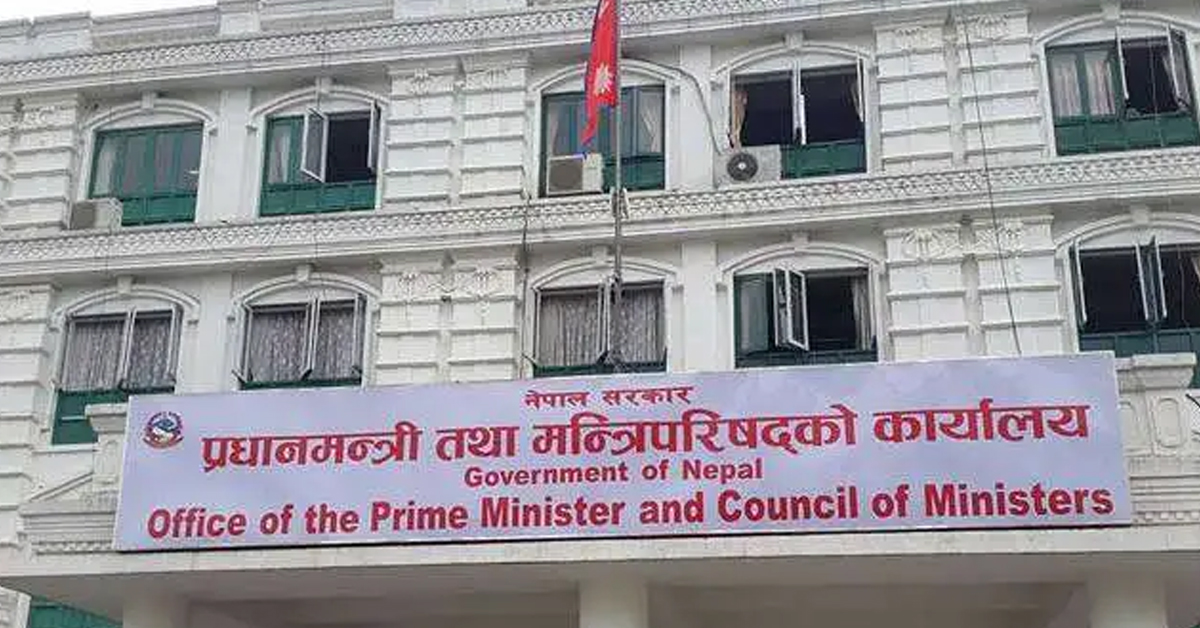 नेपाल सरकार
प्रधानमन्त्री तथा मन्त्रिपरिषद्को कार्यालय
Government of Nepal
Office of the Prime Minister and Council of Ministers